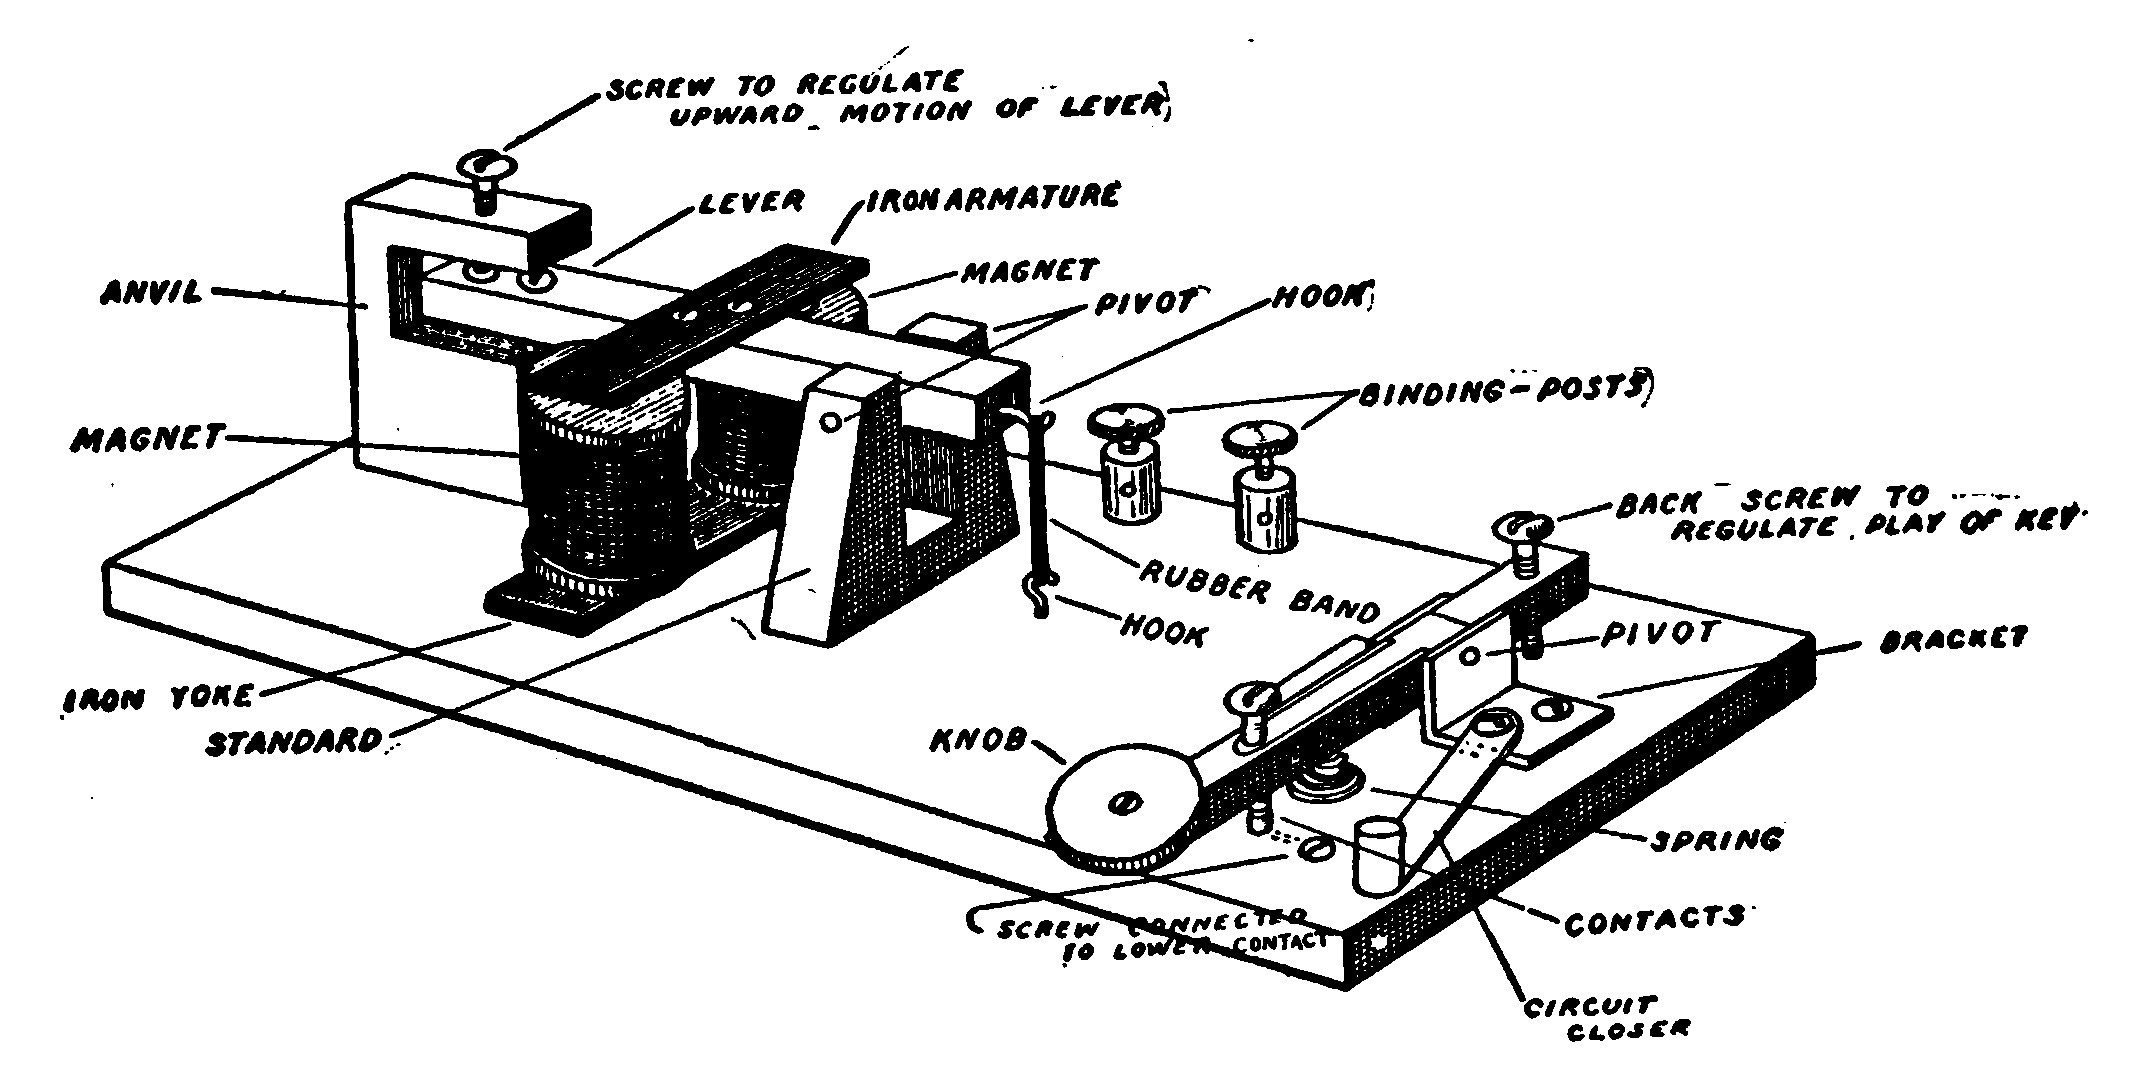 SCREW TO REGULATE
UPWARD MOTION OF LEVER
LEVER
IRON ARMATURE
MAGNET
PIVOT
HOOK
ANVIL
BINDING-POSTS
MAGNET
BACK SCREW TO
REGULATE PLAY OF KEY
RUBBER BAND
HOOK
PIVOT
BRACKET
IRON YOKE
STANDARD
KNOB
SPRING
SCREW CONNECTED
TO LOWER CONTACT
CONTACTS
CIRCUIT
CLOSER